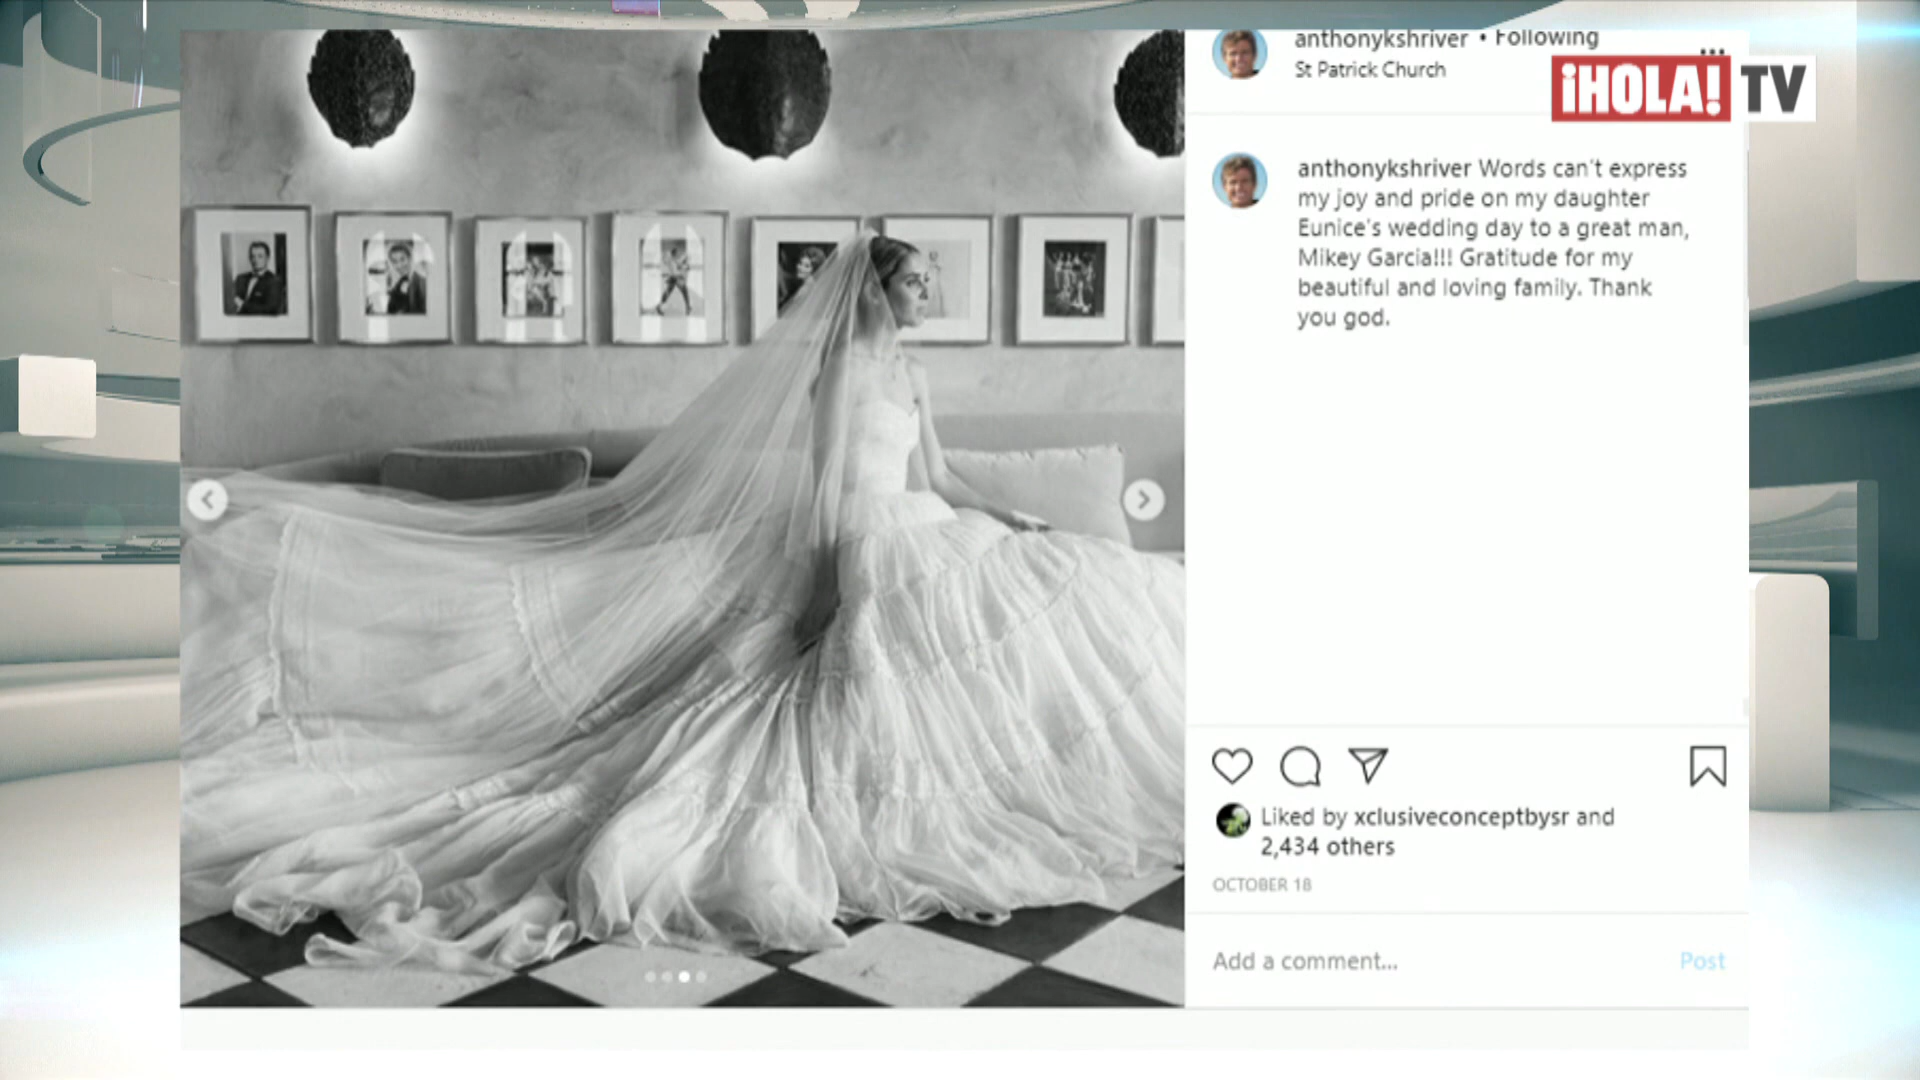 anthonykshriver • Following
St Patrick Church
...
¡HOLA! TV
anthonykshriver Words can't express
my joy and pride on my daughter
Eunice's wedding day to a great man,
Mikey Garcia!!! Gratitude for my
beautiful and loving family. Thank
you god.
Liked by xclusiveconceptbysr and
2,434 others
OCTOBER 18
Add a comment... Post